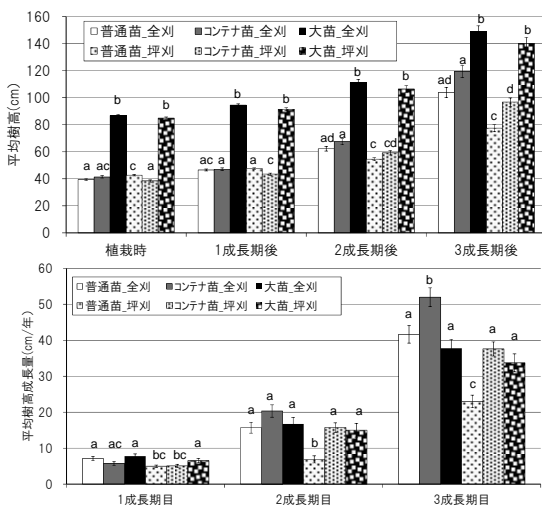 160
140
120
100
80
60
40
20
0
平均樹高(cm)
普通苗_全刈 コンテナ苗_全刈 大苗_全刈
普通苗_坪刈 コンテナ苗_坪刈 大苗_坪刈
a ac b c a b
ac a b a c b
ad a b c cd b
ad a b c d b
植栽時 1成長期後 2成長期後 3成長期後
60
50
40
30
20
10
0
平均樹高成長量(cm/年)
普通苗_全刈 コンテナ苗_全刈 大苗_全刈
普通苗_坪刈 コンテナ苗_坪刈 大苗_坪刈
a ac a bc bc a
a a a b a a
a b a c a a
1成長期目 2成長期目 3成長期目